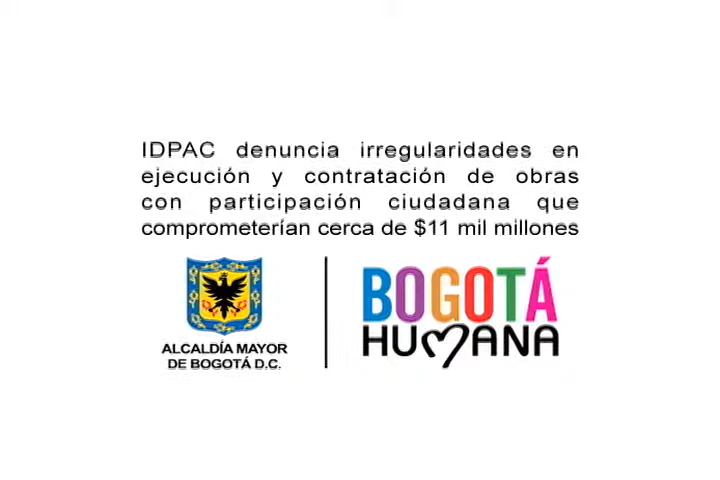 IDPAC denuncia irregularidades en
ejecución y contratación de obras
con participación ciudadana que
comprometerían cerca de $11 mil millones
ALCALDÍA MAYOR
DE BOGOTÁ D.C.
BOGOTÁ
HUMANA